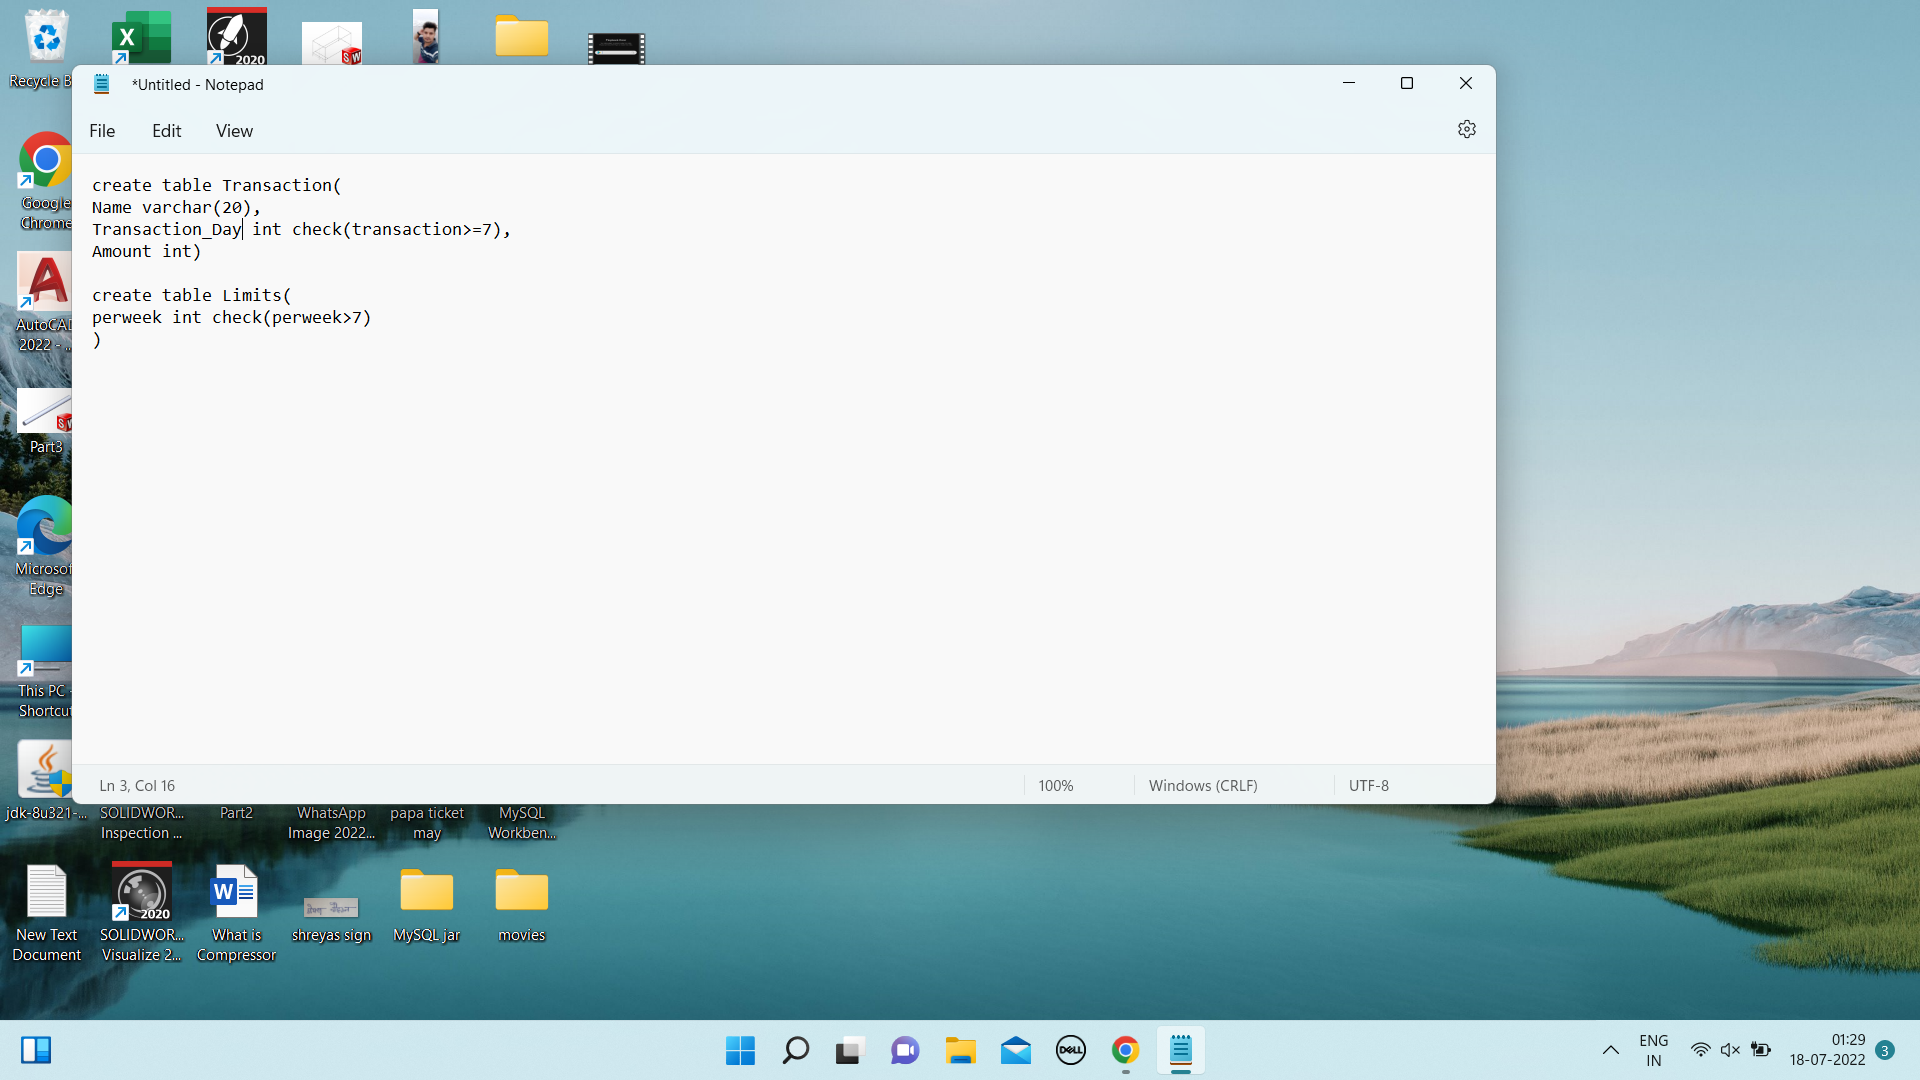 2020
Recycle B
*Untitled - Notepad
File Edit View
create table Transaction(
Name varchar(20),
Transaction_Day int check(transaction>=7),
Amount int)
create table Limits(
perweek int check(perweek>7)
)
Ln 3, Col 16
100%
Windows (CRLF)
UTF-8
Google
Chrome
AutoCAD
2022 - ...
Part3
Microsof
Edge
This PC -
Shortcut
jdk-8u321-...
SOLIDWOR...
Inspection ...
Part2
WhatsApp
Image 2022...
papa ticket
may
MySQL
Workben...
New Text
Document
2020
SOLIDWOR...
Visualize 2...
What is
Compressor
shreyas sign
MySQL jar
movies
DELL
ENG
IN
01:29
18-07-2022
3